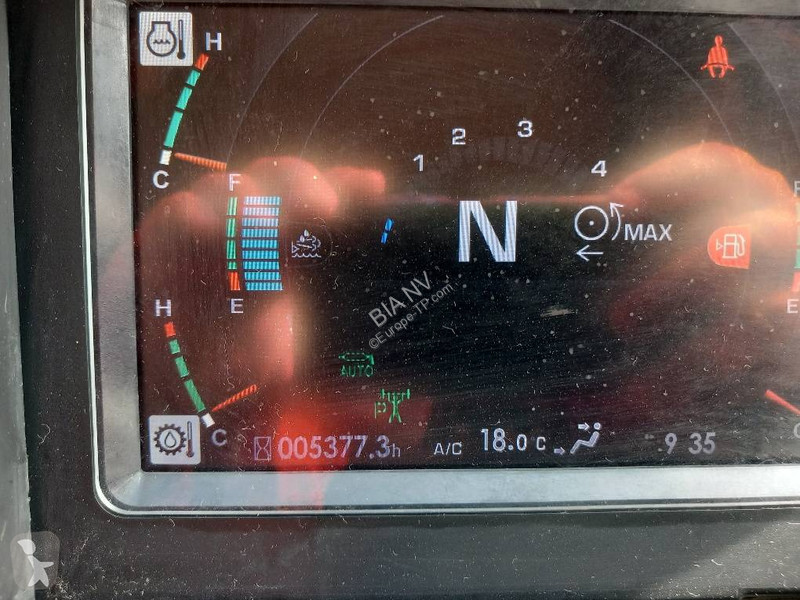 H
C
1
2
3
4
N
MAX
F
E
H
C
AUTO
P
005377.3h
A/C
18.0 C
9 35
F
E
C
BIA NV
©Europe-TP.com